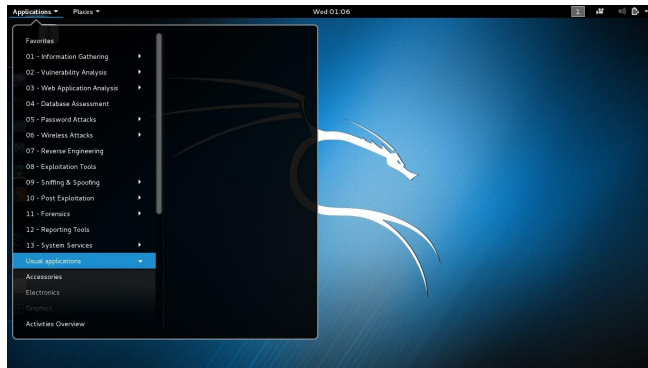 Applications Places Wed 01:06 1
Favorites
01 - Information Gathering
02 - Vulnerability Analysis
03 - Web Application Analysis
04 - Database Assessment
05 - Password Attacks
06 - Wireless Attacks
07 - Reverse Engineering
08 - Exploitation Tools
09 - Sniffing & Spoofing
10 - Post Exploitation
11 - Forensics
12 - Reporting Tools
13 - System Services
Usual applications
Accessories
Electronics
Graphics
Activities Overview